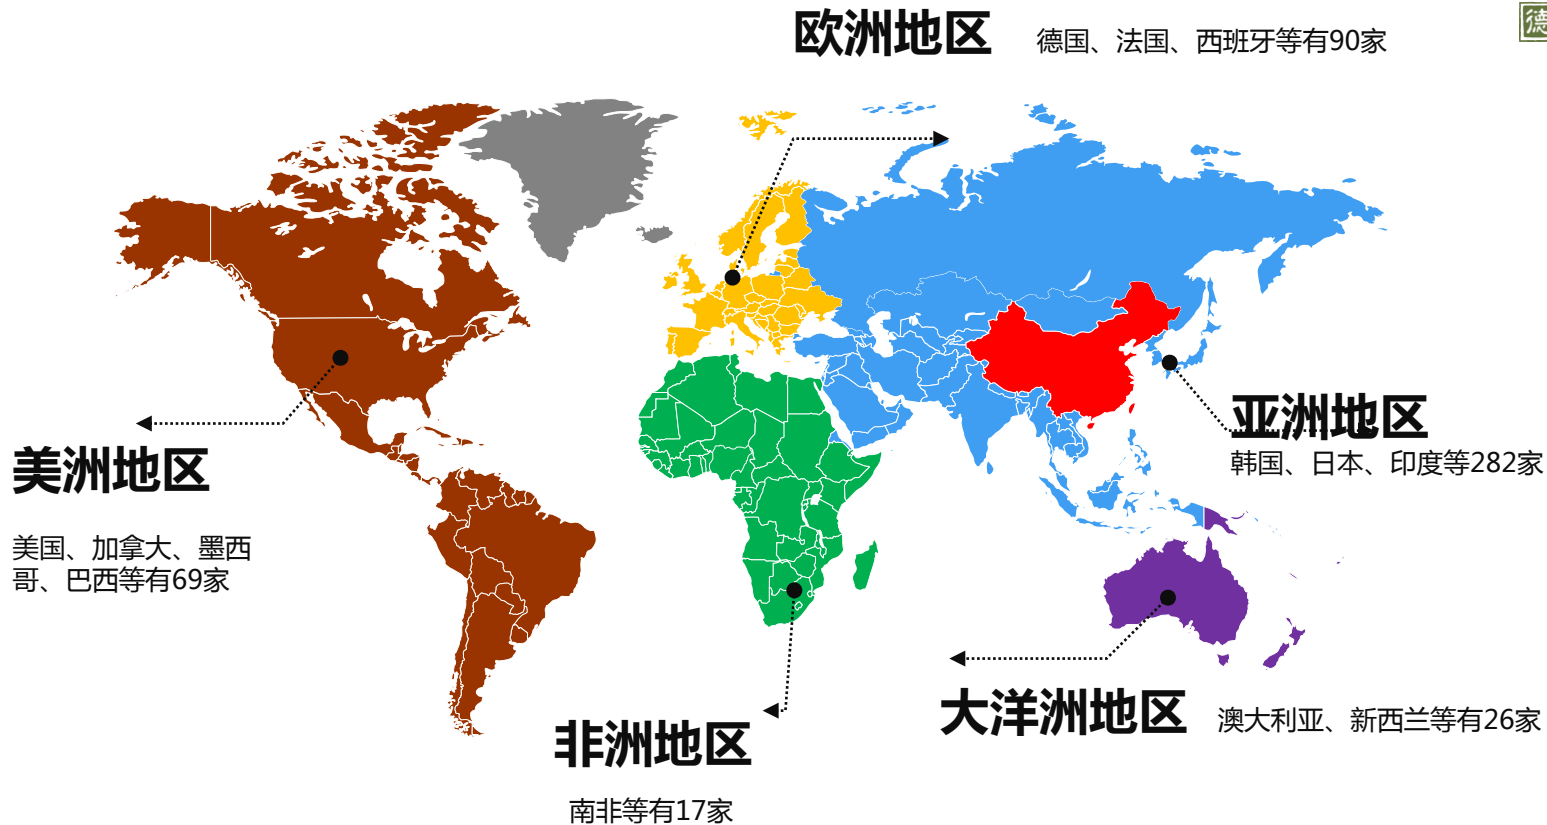 欧洲地区
德国、法国、西班牙等有90家
德
亚洲地区
韩国、日本、印度等282家
美洲地区
美国、加拿大、墨西
哥、巴西等有69家
大洋洲地区
澳大利亚、新西兰等有26家
非洲地区
南非等有17家